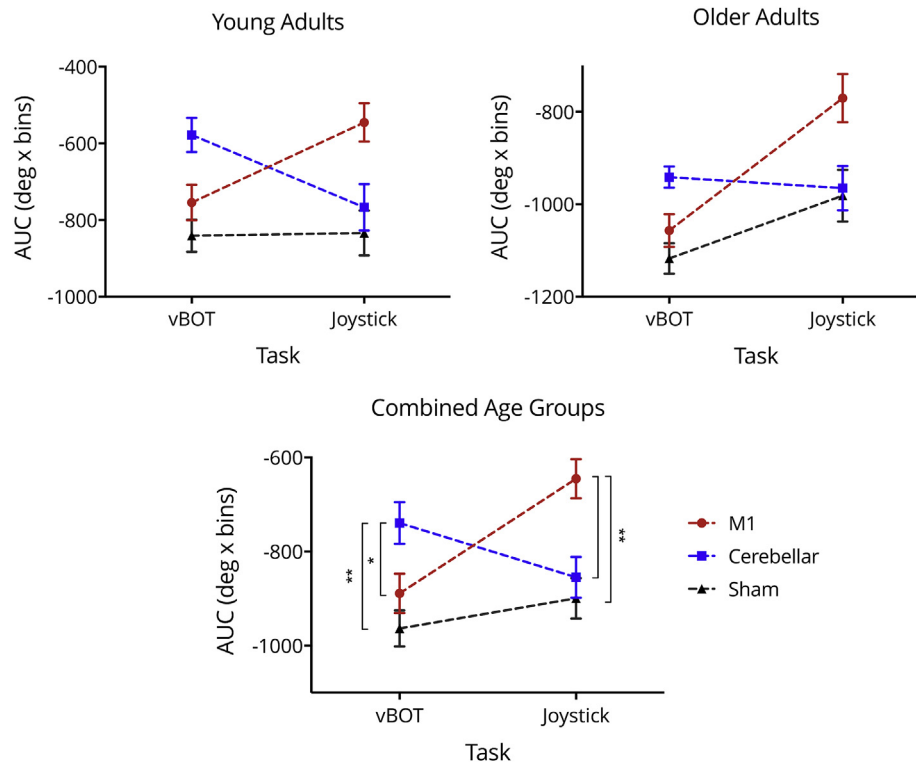 Young Adults
AUC (deg x bins)
-400
-600
-800
-1000
vBOT Joystick
Task
Older Adults
AUC (deg x bins)
-800
-1000
-1200
vBOT Joystick
Task
Combined Age Groups
AUC (deg x bins)
-600
-800
-1000
**
*
**
vBOT Joystick
Task
M1
Cerebellar
Sham